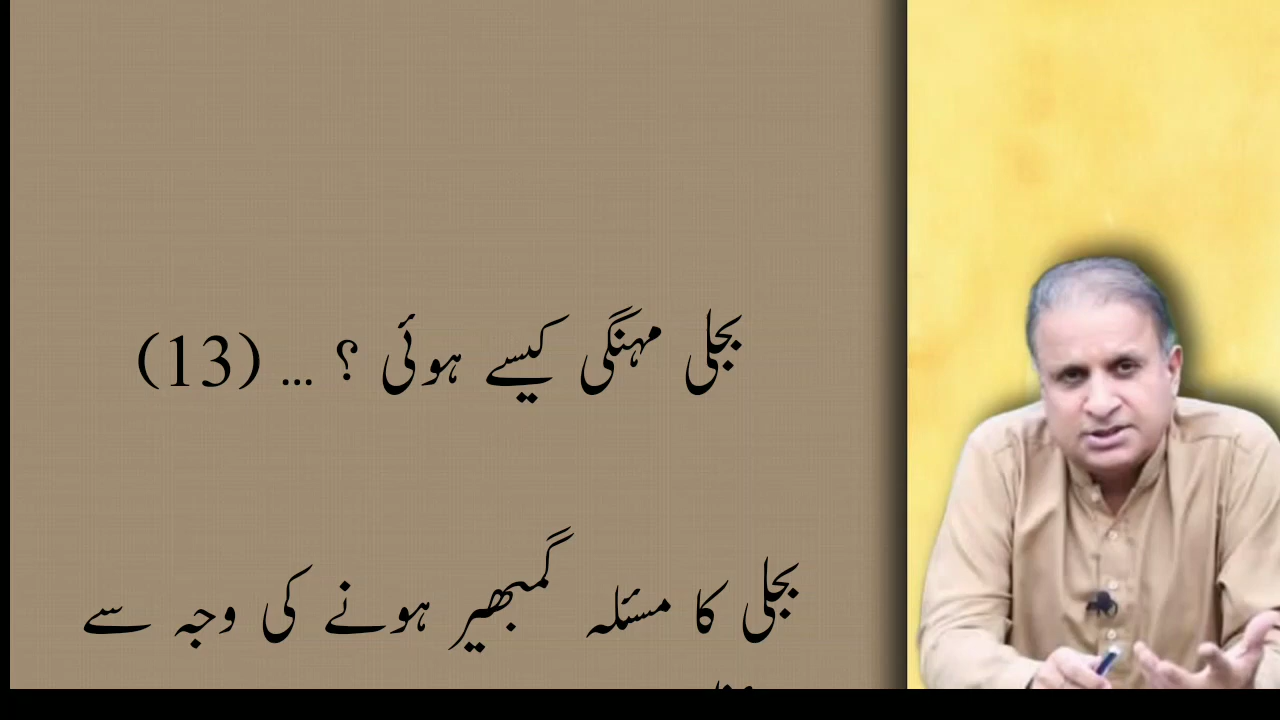 بجلی مہنگی کیسے ہوئی ؟ ... (13)
بجلی کا مسئلہ گمبھیر ہونے کی وجہ سے